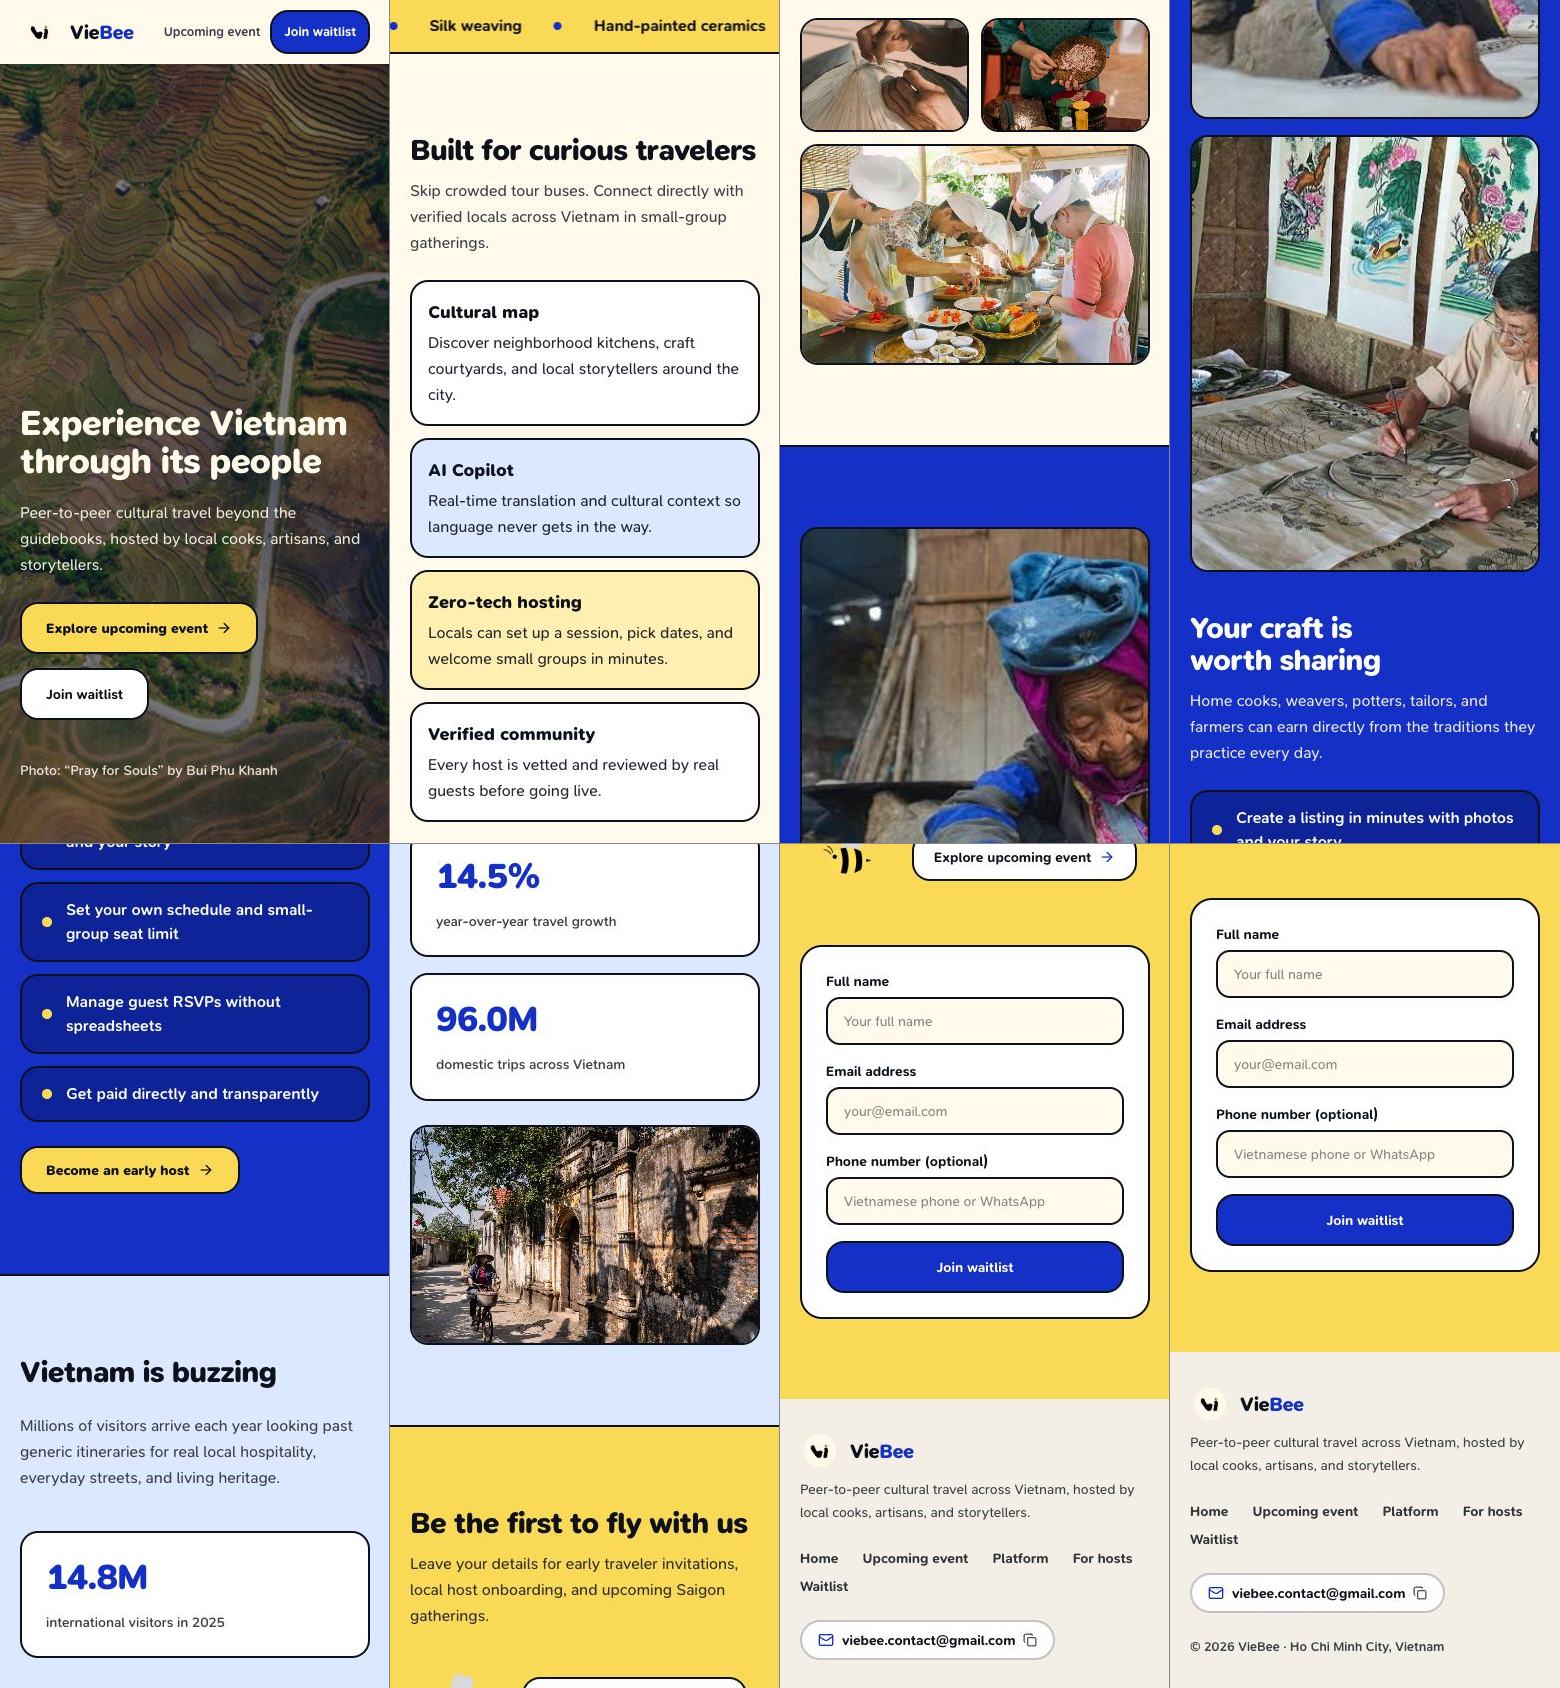 VieBee
Upcoming event
Join waitlist
Experience Vietnam
through its people
Peer-to-peer cultural travel beyond the
guidebooks, hosted by local cooks, artisans, and
storytellers.
Explore upcoming event
Join waitlist
Photo: “Pray for Souls” by Bui Phu Khanh
Silk weaving
Hand-painted ceramics
Built for curious travelers
Skip crowded tour buses. Connect directly with
verified locals across Vietnam in small-group
gatherings.
Cultural map
Discover neighborhood kitchens, craft
courtyards, and local storytellers around the
city.
AI Copilot
Real-time translation and cultural context so
language never gets in the way.
Zero-tech hosting
Locals can set up a session, pick dates, and
welcome small groups in minutes.
Verified community
Every host is vetted and reviewed by real
guests before going live.
Your craft is
worth sharing
Home cooks, weavers, potters, tailors, and
farmers can earn directly from the traditions they
practice every day.
Create a listing in minutes with photos
and your story
and your story
Set your own schedule and small-
group seat limit
Manage guest RSVPs without
spreadsheets
Get paid directly and transparently
Become an early host
Vietnam is buzzing
Millions of visitors arrive each year looking past
generic itineraries for real local hospitality,
everyday streets, and living heritage.
14.8M
international visitors in 2025
14.5%
year-over-year travel growth
96.0M
domestic trips across Vietnam
Be the first to fly with us
Leave your details for early traveler invitations,
local host onboarding, and upcoming Saigon
gatherings.
Explore upcoming event
Full name
Your full name
Email address
your@email.com
Phone number (optional)
Vietnamese phone or WhatsApp
Join waitlist
VieBee
Peer-to-peer cultural travel across Vietnam, hosted by
local cooks, artisans, and storytellers.
Home
Upcoming event
Platform
For hosts
Waitlist
viebee.contact@gmail.com
Full name
Your full name
Email address
your@email.com
Phone number (optional)
Vietnamese phone or WhatsApp
Join waitlist
VieBee
Peer-to-peer cultural travel across Vietnam, hosted by
local cooks, artisans, and storytellers.
Home
Upcoming event
Platform
For hosts
Waitlist
viebee.contact@gmail.com
© 2026 VieBee · Ho Chi Minh City, Vietnam